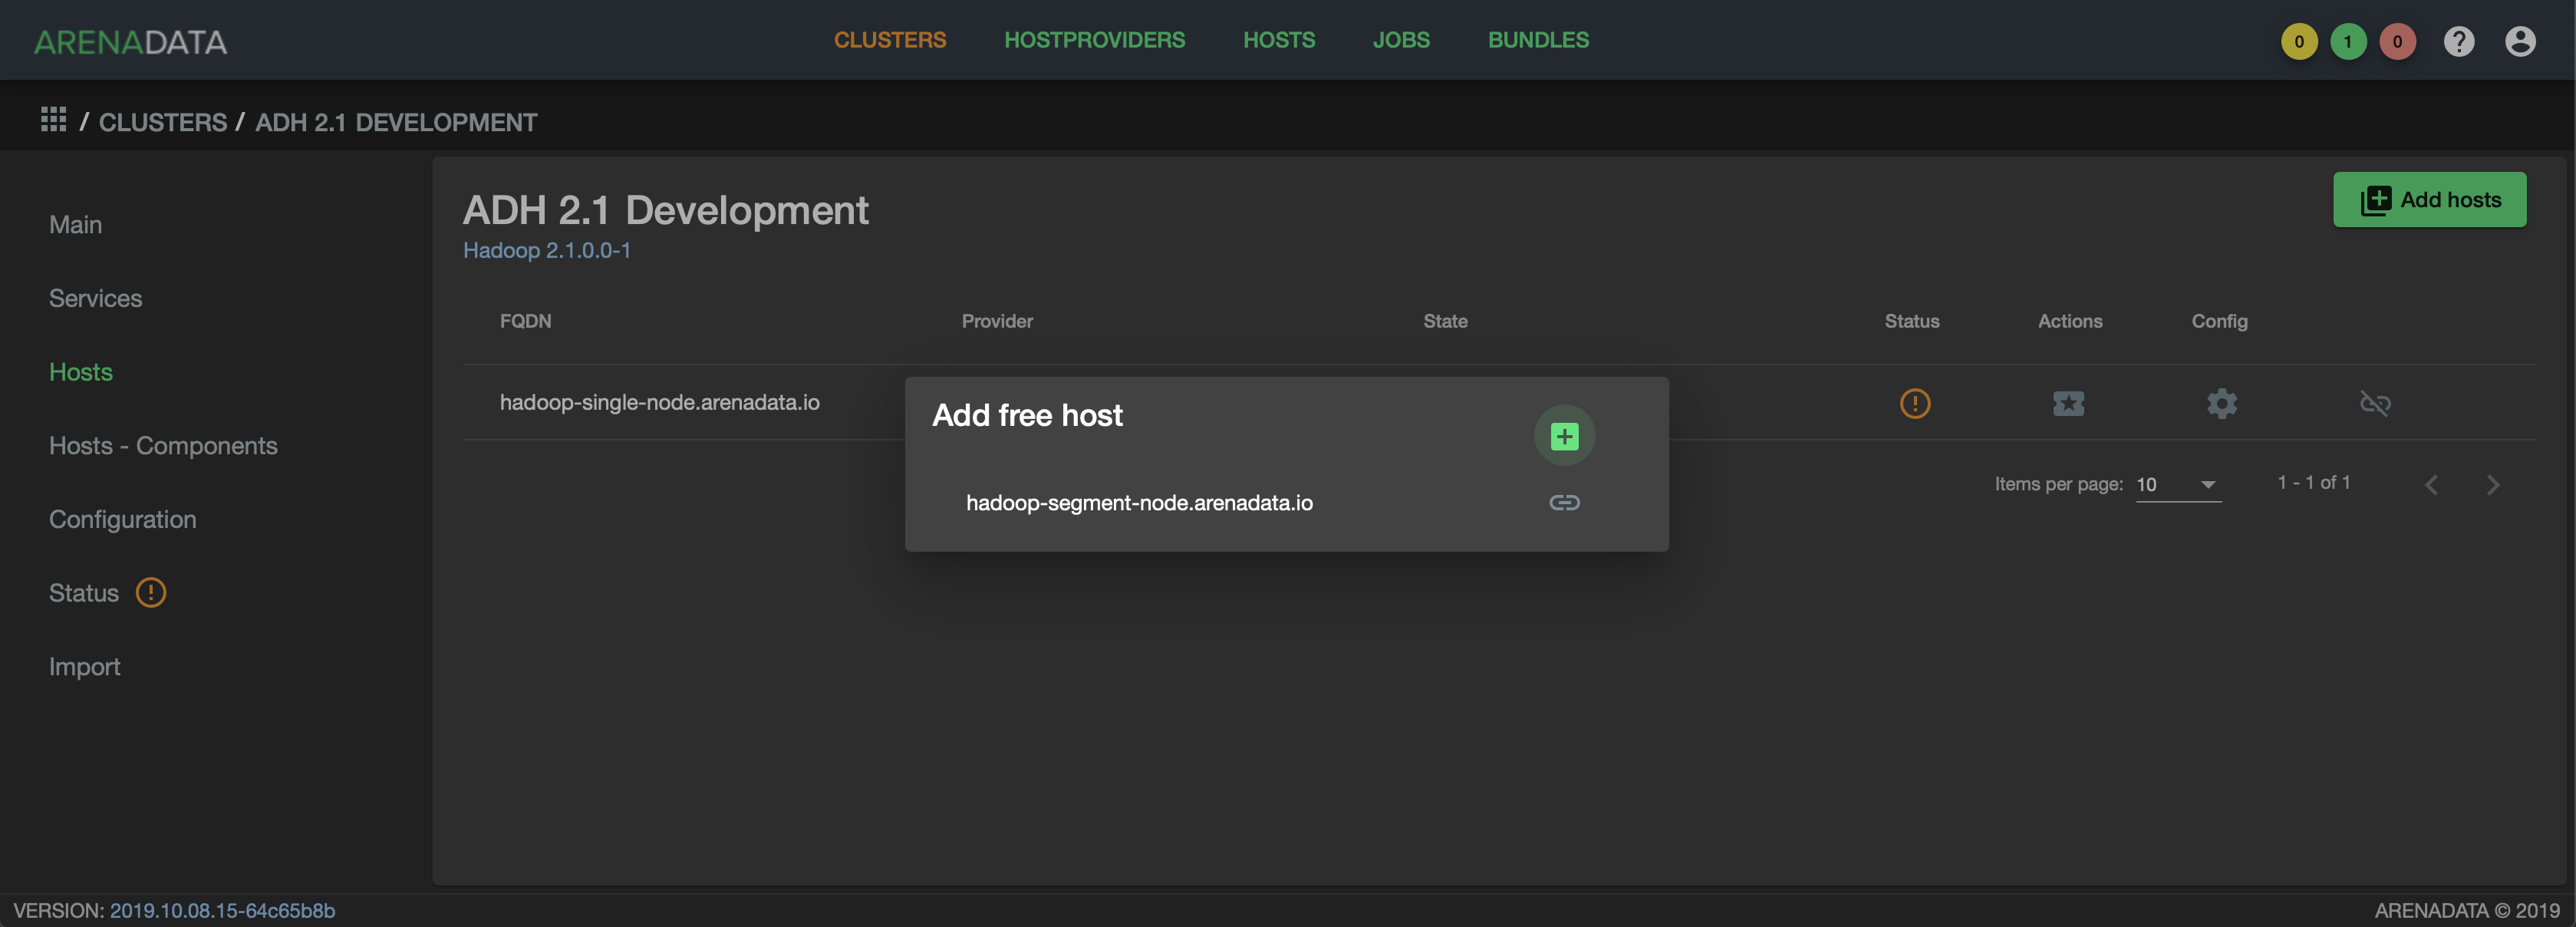 ARENADATA CLUSTERS HOSTPROVIDERS HOSTS JOBS BUNDLES 0 1 0
/ CLUSTERS / ADH 2.1 DEVELOPMENT
Main
Services
Hosts
Hosts - Components
Configuration
Status
Import
ADH 2.1 Development
Hadoop 2.1.0.0-1
Add hosts
FQDN Provider State Status Actions Config
hadoop-single-node.arenadata.io
Add free host
hadoop-segment-node.arenadata.io
Items per page: 10 1 - 1 of 1
VERSION: 2019.10.08.15-64c65b8b
ARENADATA © 2019